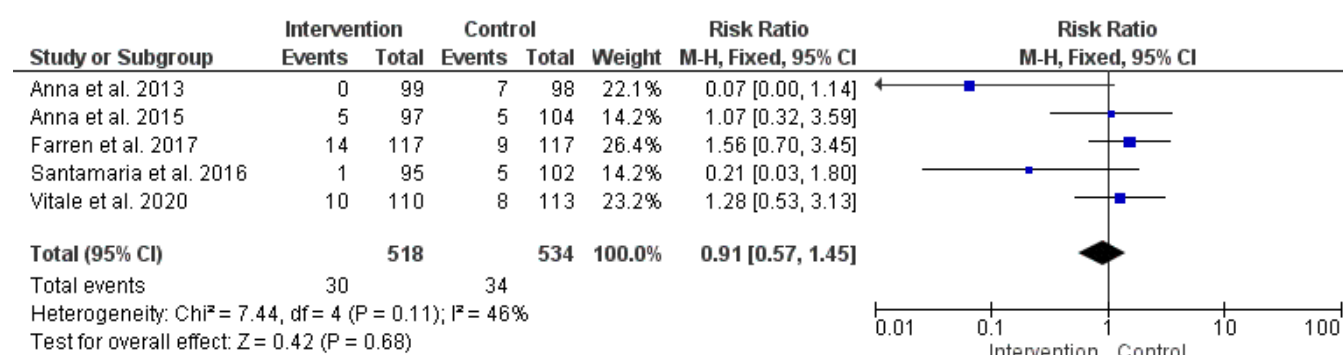 Intervention Control Risk Ratio Risk Ratio
Study or Subgroup Events Total Events Total Weight M-H, Fixed, 95% CI M-H, Fixed, 95% CI
Anna et al. 2013 0 99 7 98 22.1% 0.07 [0.00, 1.14]
Anna et al. 2015 5 97 5 104 14.2% 1.07 [0.32, 3.59]
Farren et al. 2017 14 117 9 117 26.4% 1.56 [0.70, 3.45]
Santamaria et al. 2016 1 95 5 102 14.2% 0.21 [0.03, 1.80]
Vitale et al. 2020 10 110 8 113 23.2% 1.28 [0.53, 3.13]
Total (95% CI) 518 534 100.0% 0.91 [0.57, 1.45]
Total events 30 34
Heterogeneity: Chi² = 7.44, df = 4 (P = 0.11); I² = 46%
Test for overall effect: Z = 0.42 (P = 0.68)
0.01 0.1 1 10 100
Intervention Control